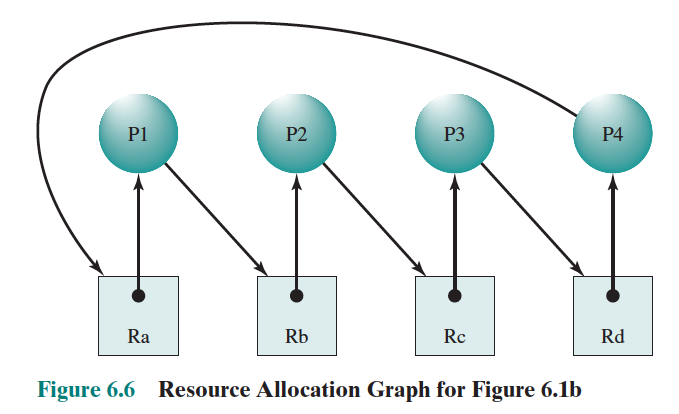 P1 P2 P3 P4
Ra Rb Rc Rd
Figure 6.6 Resource Allocation Graph for Figure 6.1b